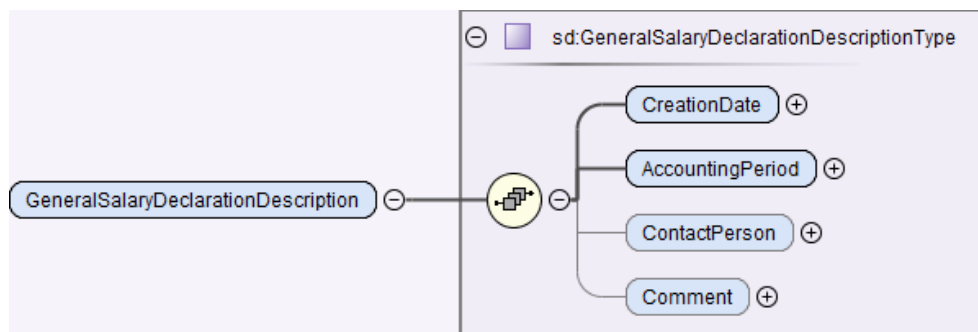 sd:GeneralSalaryDeclarationDescriptionType
CreationDate
AccountingPeriod
GeneralSalaryDeclarationDescription
ContactPerson
Comment